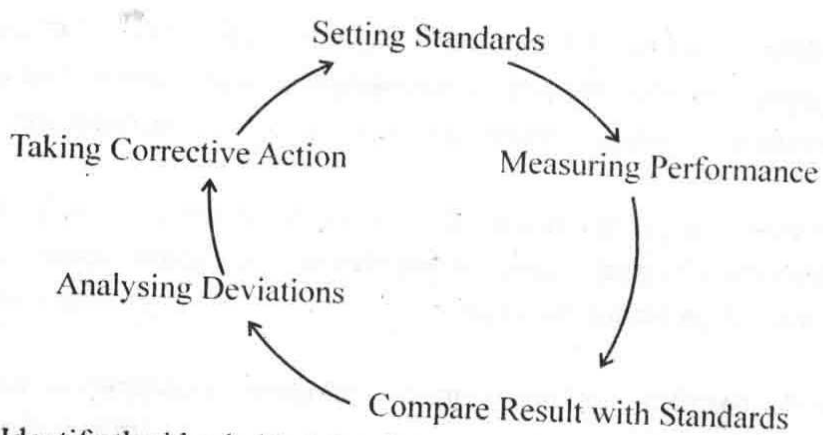 Setting Standards
Taking Corrective Action
Measuring Performance
Analysing Deviations
Compare Result with Standards